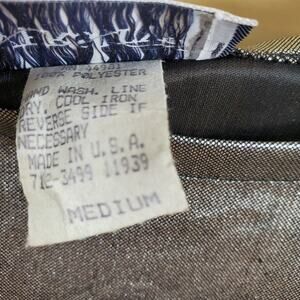 100% POLYESTER
HAND WASH. LINE
DRY. COOL IRON
REVERSE SIDE IF
NECESSARY
MADE IN U.S.A.
712-3499 11939
MEDIUM